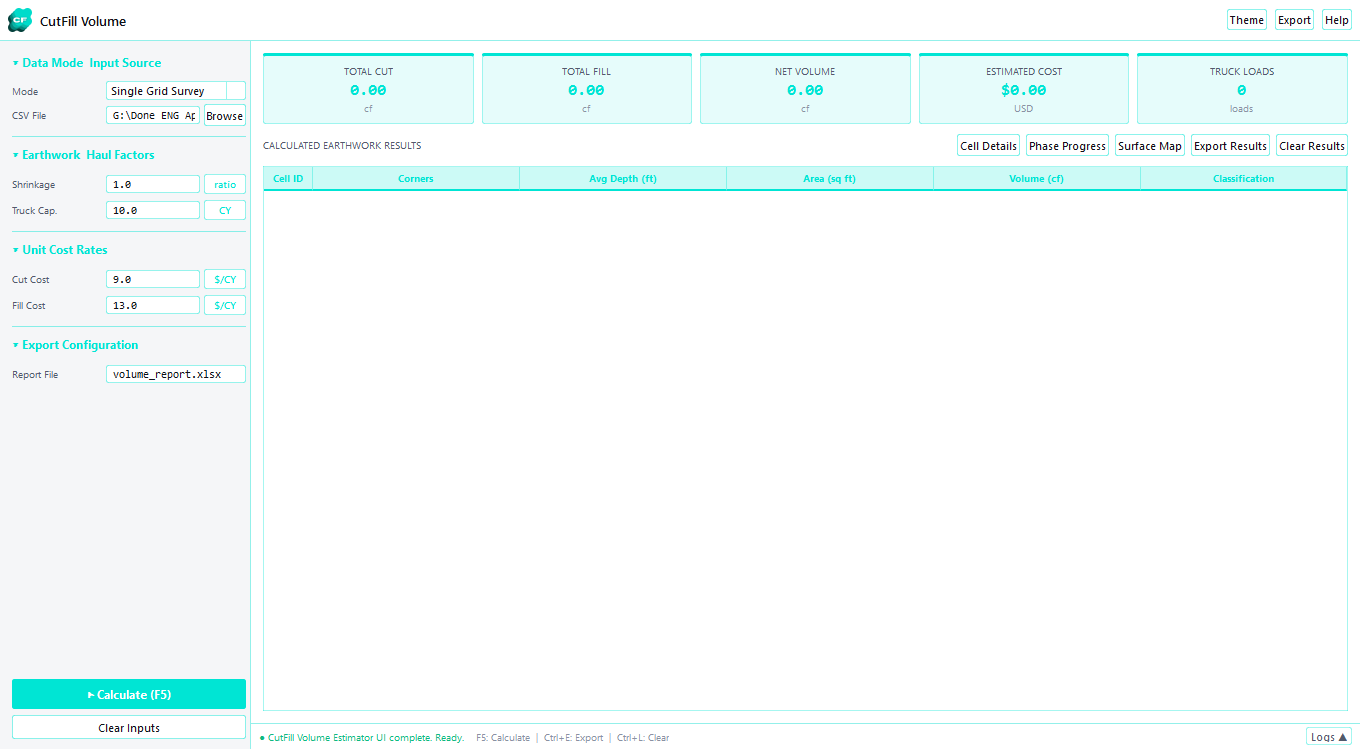 CF CutFill Volume Theme Export Help
▾ Data Mode Input Source
Mode Single Grid Survey
CSV File G:\Done ENG Ap Browse
▾ Earthwork Haul Factors
Shrinkage 1.0 ratio
Truck Cap. 10.0 CY
▾ Unit Cost Rates
Cut Cost 9.0 $/CY
Fill Cost 13.0 $/CY
▾ Export Configuration
Report File volume_report.xlsx
▸ Calculate (F5)
Clear Inputs
TOTAL CUT TOTAL FILL NET VOLUME ESTIMATED COST TRUCK LOADS
0.00 0.00 0.00 $0.00 0
cf cf cf USD loads
CALCULATED EARTHWORK RESULTS Cell Details Phase Progress Surface Map Export Results Clear Results
Cell ID Corners Avg Depth (ft) Area (sq ft) Volume (cf) Classification
● CutFill Volume Estimator UI complete. Ready. F5: Calculate | Ctrl+E: Export | Ctrl+L: Clear Logs ▲